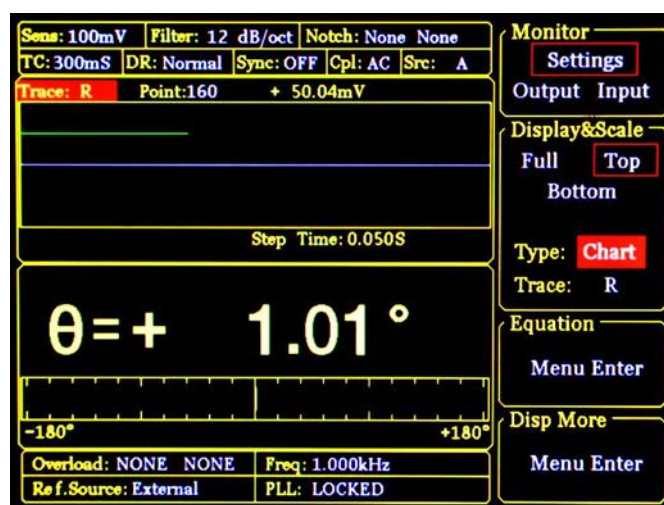 Sens: 100mV Filter: 12 dB/oct Notch: None None
TC: 300mS DR: Normal Sync: OFF Cpl: AC Src: A
Trace: R Point:160 + 50.04mV
Step Time: 0.050S
θ=+ 1.01°
-180° +180°
Overload: NONE NONE Freq: 1.000kHz
Ref.Source: External PLL: LOCKED
Monitor
Settings
Output Input
Display&Scale
Full Top
Bottom
Type: Chart
Trace: R
Equation
Menu Enter
Disp More
Menu Enter